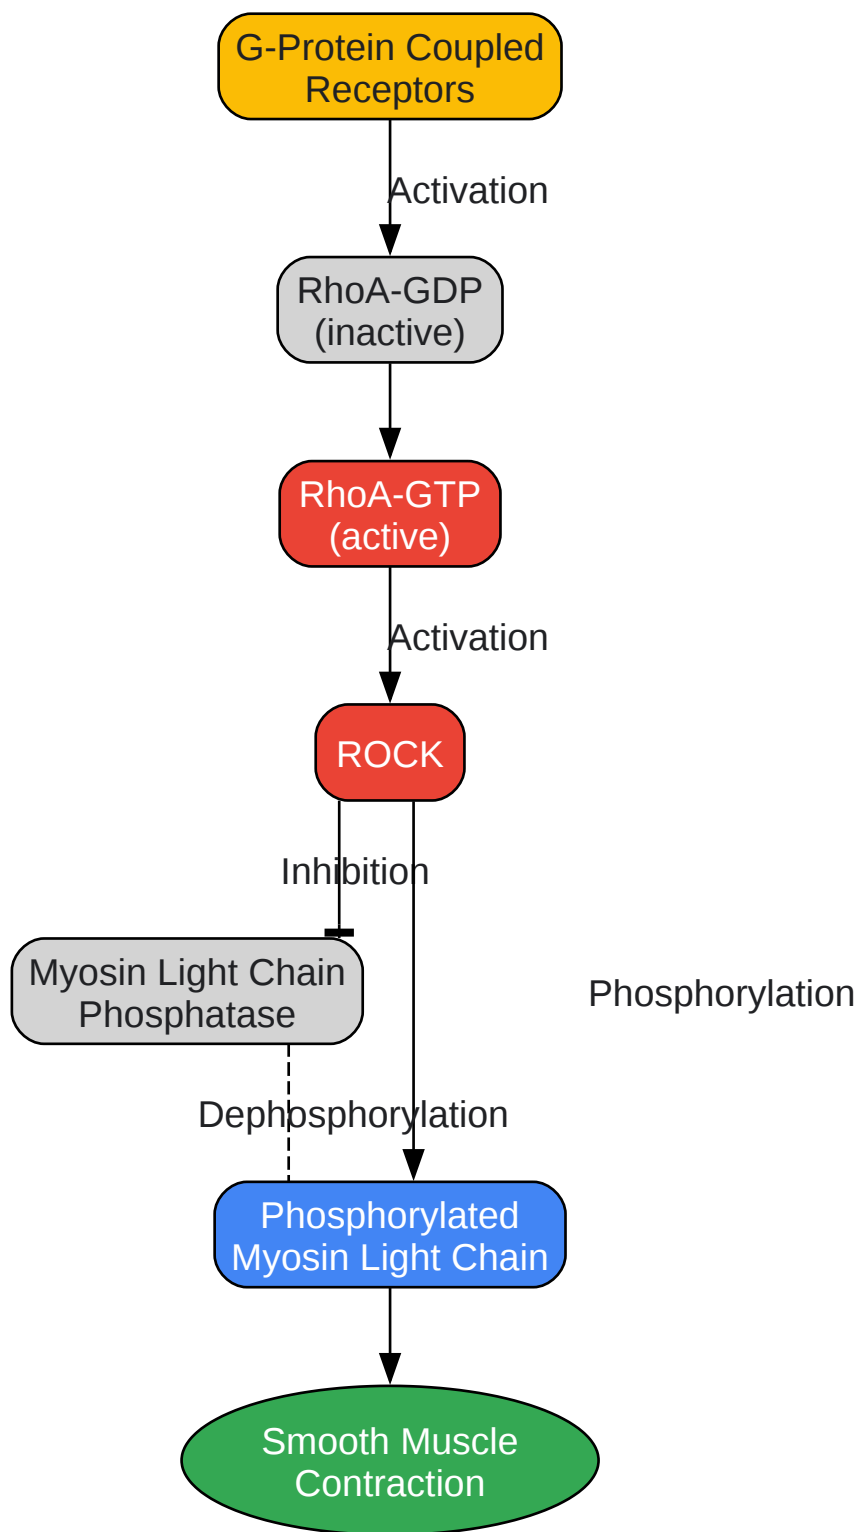 G-Protein Coupled
Receptors
Activation
RhoA-GDP
(inactive)
RhoA-GTP
(active)
Activation
ROCK
Inhibition
Myosin Light Chain
Phosphatase
Phosphorylation
Dephosphorylation
Phosphorylated
Myosin Light Chain
Smooth Muscle
Contraction